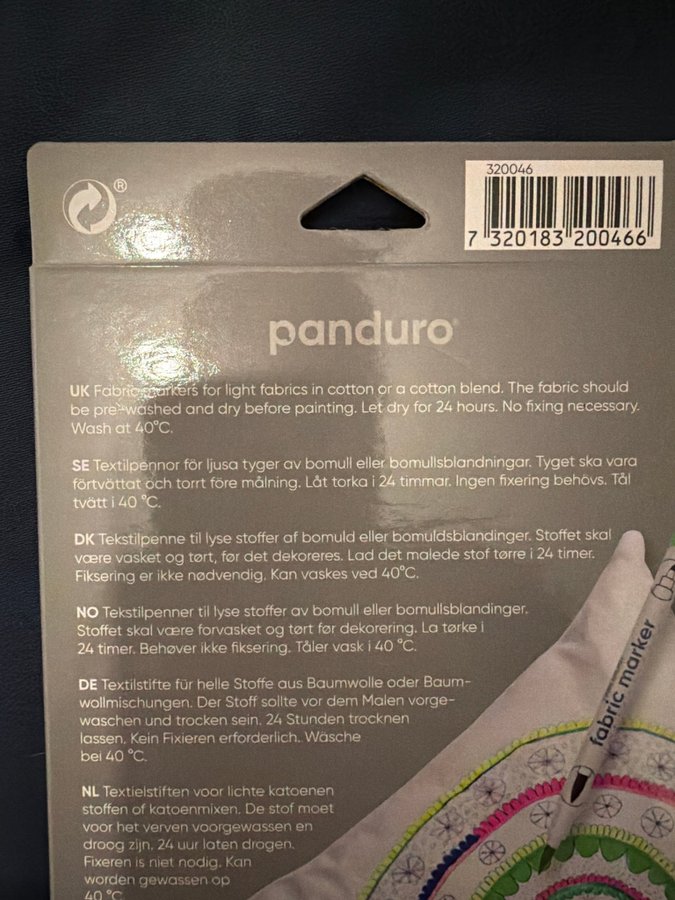 ®
320046
7 320183 200466
panduro
UK Fabric markers for light fabrics in cotton or a cotton blend. The fabric should
be pre-washed and dry before painting. Let dry for 24 hours. No fixing necessary.
Wash at 40°C.
SE Textilpennor för ljusa tyger av bomull eller bomullsblandningar. Tyget ska vara
förtvättat och torrt före målning. Låt torka i 24 timmar. Ingen fixering behövs. Tål
tvätt i 40 °C.
DK Tekstilpenne til lyse stoffer af bomuld eller bomuldsblandinger. Stoffet skal
være vasket og tørt, før det dekoreres. Lad det malede stof tørre i 24 timer.
Fiksering er ikke nødvendig. Kan vaskes ved 40°C.
NO Tekstilpenner til lyse stoffer av bomull eller bomullsblandinger.
Stoffet skal være forvasket og tørt før dekorering. La tørke i
24 timer. Behøver ikke fiksering. Tåler vask i 40 °C.
DE Textilstifte für helle Stoffe aus Baumwolle oder Baum-
wollmischungen. Der Stoff sollte vor dem Malen vorge-
waschen und trocken sein. 24 Stunden trocknen
lassen. Kein Fixieren erforderlich. Wäsche
bei 40 °C.
NL Textielstiften voor lichte katoenen
stoffen of katoenmixen. De stof moet
voor het verven voorgewassen en
droog zijn. 24 uur laten drogen.
Fixeren is niet nodig. Kan
worden gewassen op
40 °C.
fabric marker